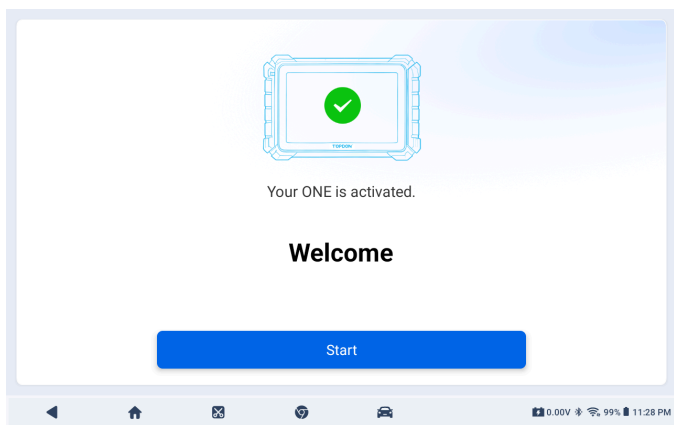 TOPDON
Your ONE is activated.
Welcome
Start
0.00V 99% 11:28 PM